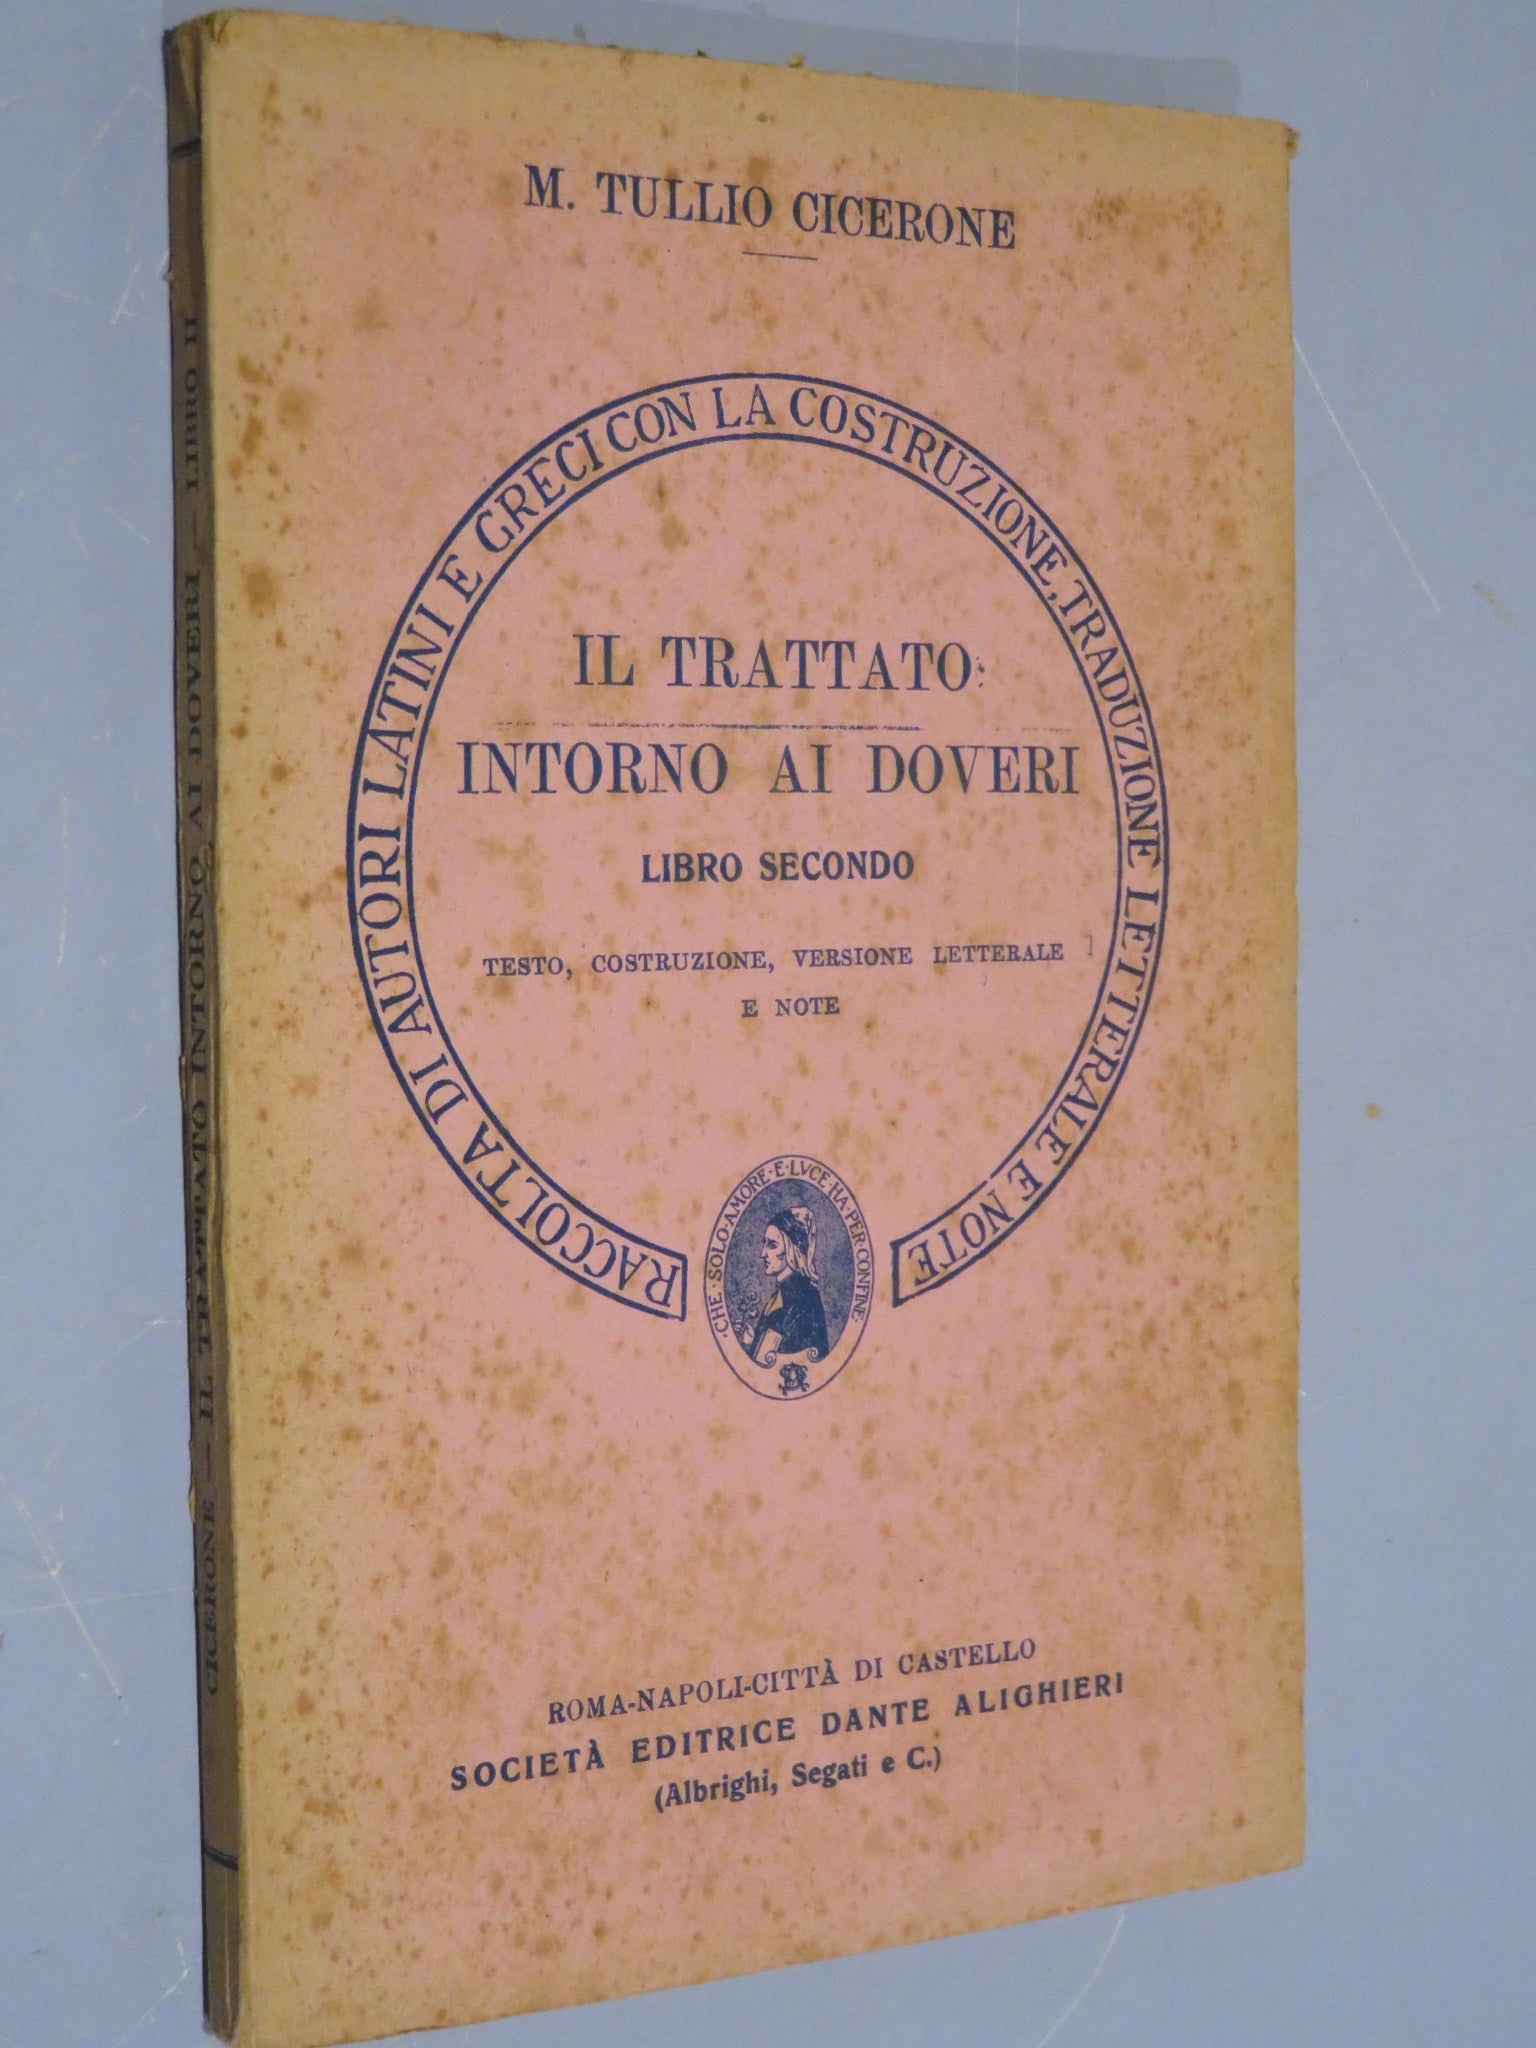 M. TULLIO CICERONE
RACCOLTA DI AUTORI LATINI E GRECI CON LA COSTRUZIONE, TRADUZIONE LETTERALE E NOTE
IL TRATTATO
INTORNO AI DOVERI
LIBRO SECONDO
TESTO, COSTRUZIONE, VERSIONE LETTERALE
E NOTE
·CHE·SOLO·AMORE·E·LVCE·HA·PER·CONFINE·
ROMA-NAPOLI-CITTÀ DI CASTELLO
SOCIETÀ EDITRICE DANTE ALIGHIERI
(Albrighi, Segati e C.)
CICERONE — IL TRATTATO INTORNO AI DOVERI — LIBRO II